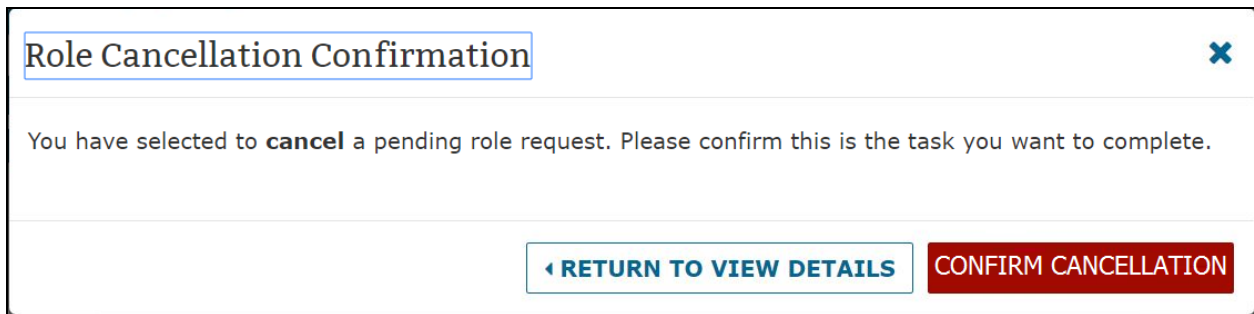 Role Cancellation Confirmation
You have selected to cancel a pending role request. Please confirm this is the task you want to complete.
RETURN TO VIEW DETAILS
CONFIRM CANCELLATION